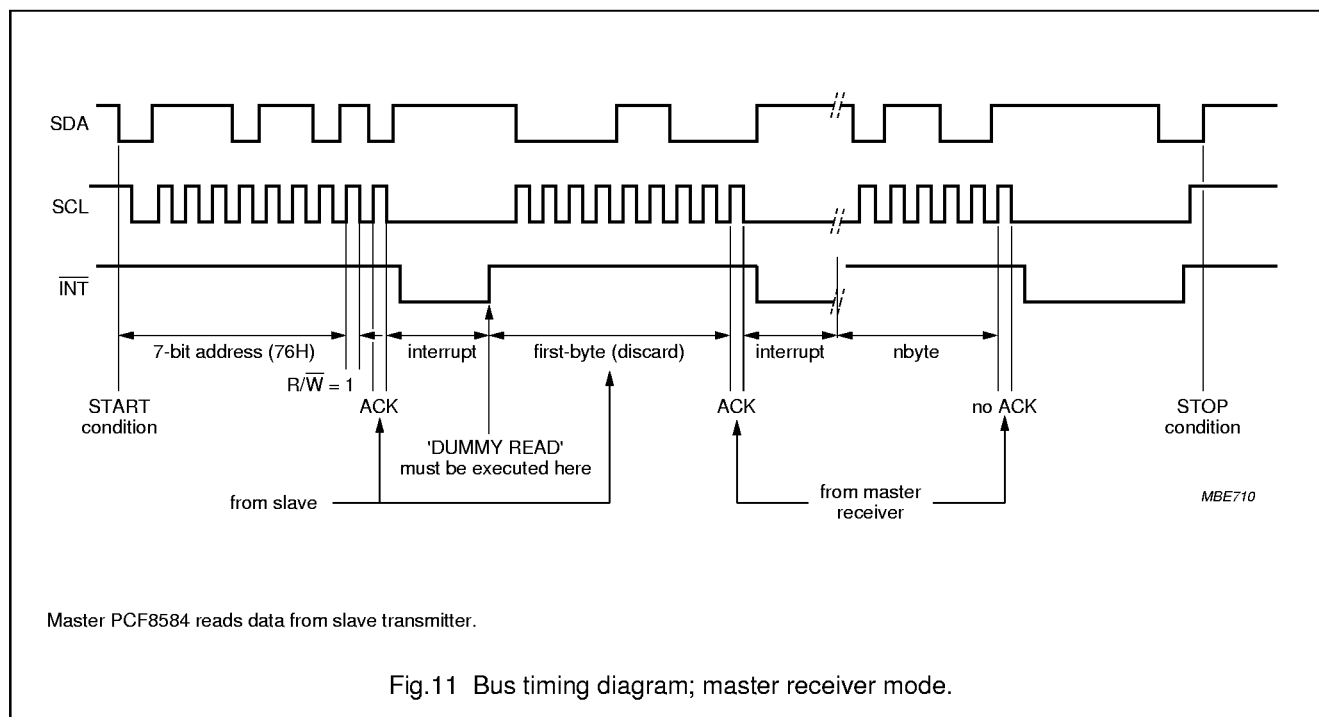 SDA
SCL
INT
7-bit address (76H)
interrupt
first-byte (discard)
interrupt
nbyte
R/W = 1
START
condition
ACK
ACK
no ACK
STOP
condition
'DUMMY READ'
must be executed here
from slave
from master
receiver
MBE710
Master PCF8584 reads data from slave transmitter.
Fig.11 Bus timing diagram; master receiver mode.